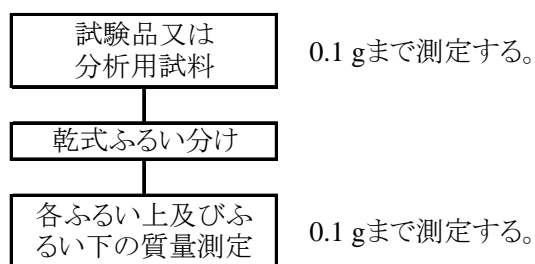 試験品又は
分析用試料
0.1 gまで測定する。
乾式ふるい分け
各ふるい上及びふ
るい下の質量測定
0.1 gまで測定する。